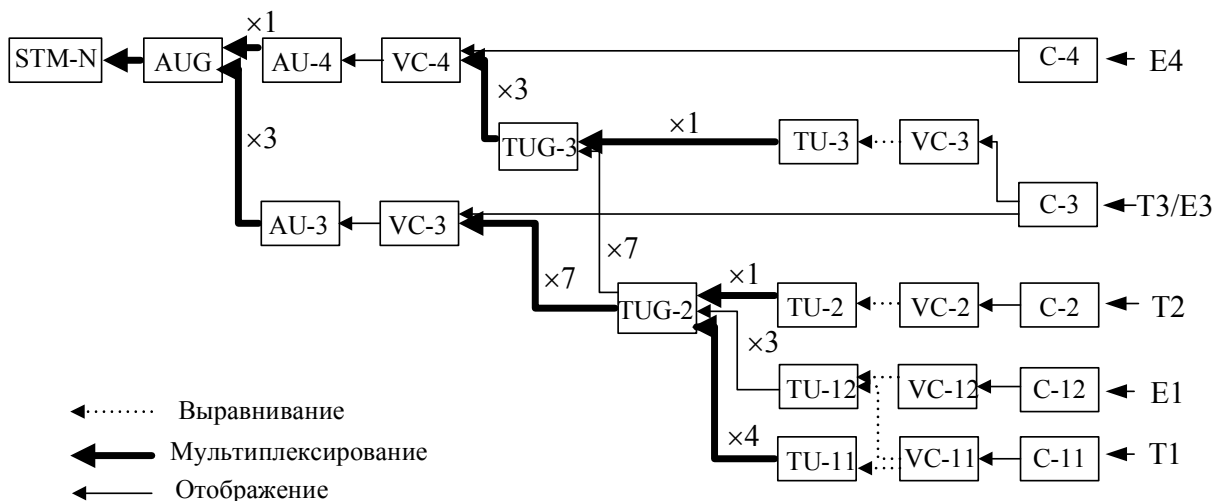 ×1
STM-N AUG AU-4 VC-4 C-4 E4
×3
×3 ×1
TUG-3 TU-3 VC-3
C-3 T3/E3
AU-3 VC-3
×7
×7 ×1
TUG-2 TU-2 VC-2 C-2 T2
×3
TU-12 VC-12 C-12 E1
Выравнивание
×4
Мультиплексирование TU-11 VC-11 C-11 T1
Отображение